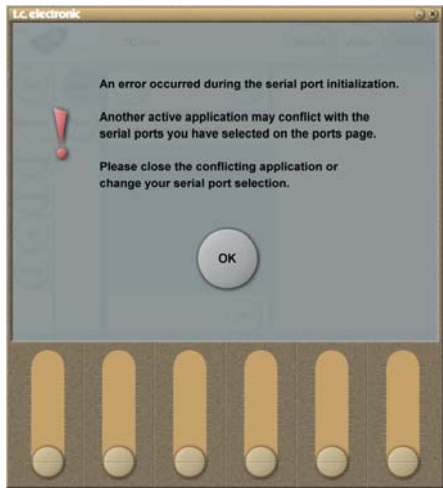 t.c. electronic
An error occurred during the serial port initialization.
Another active application may conflict with the
serial ports you have selected on the ports page.
Please close the conflicting application or
change your serial port selection.
OK